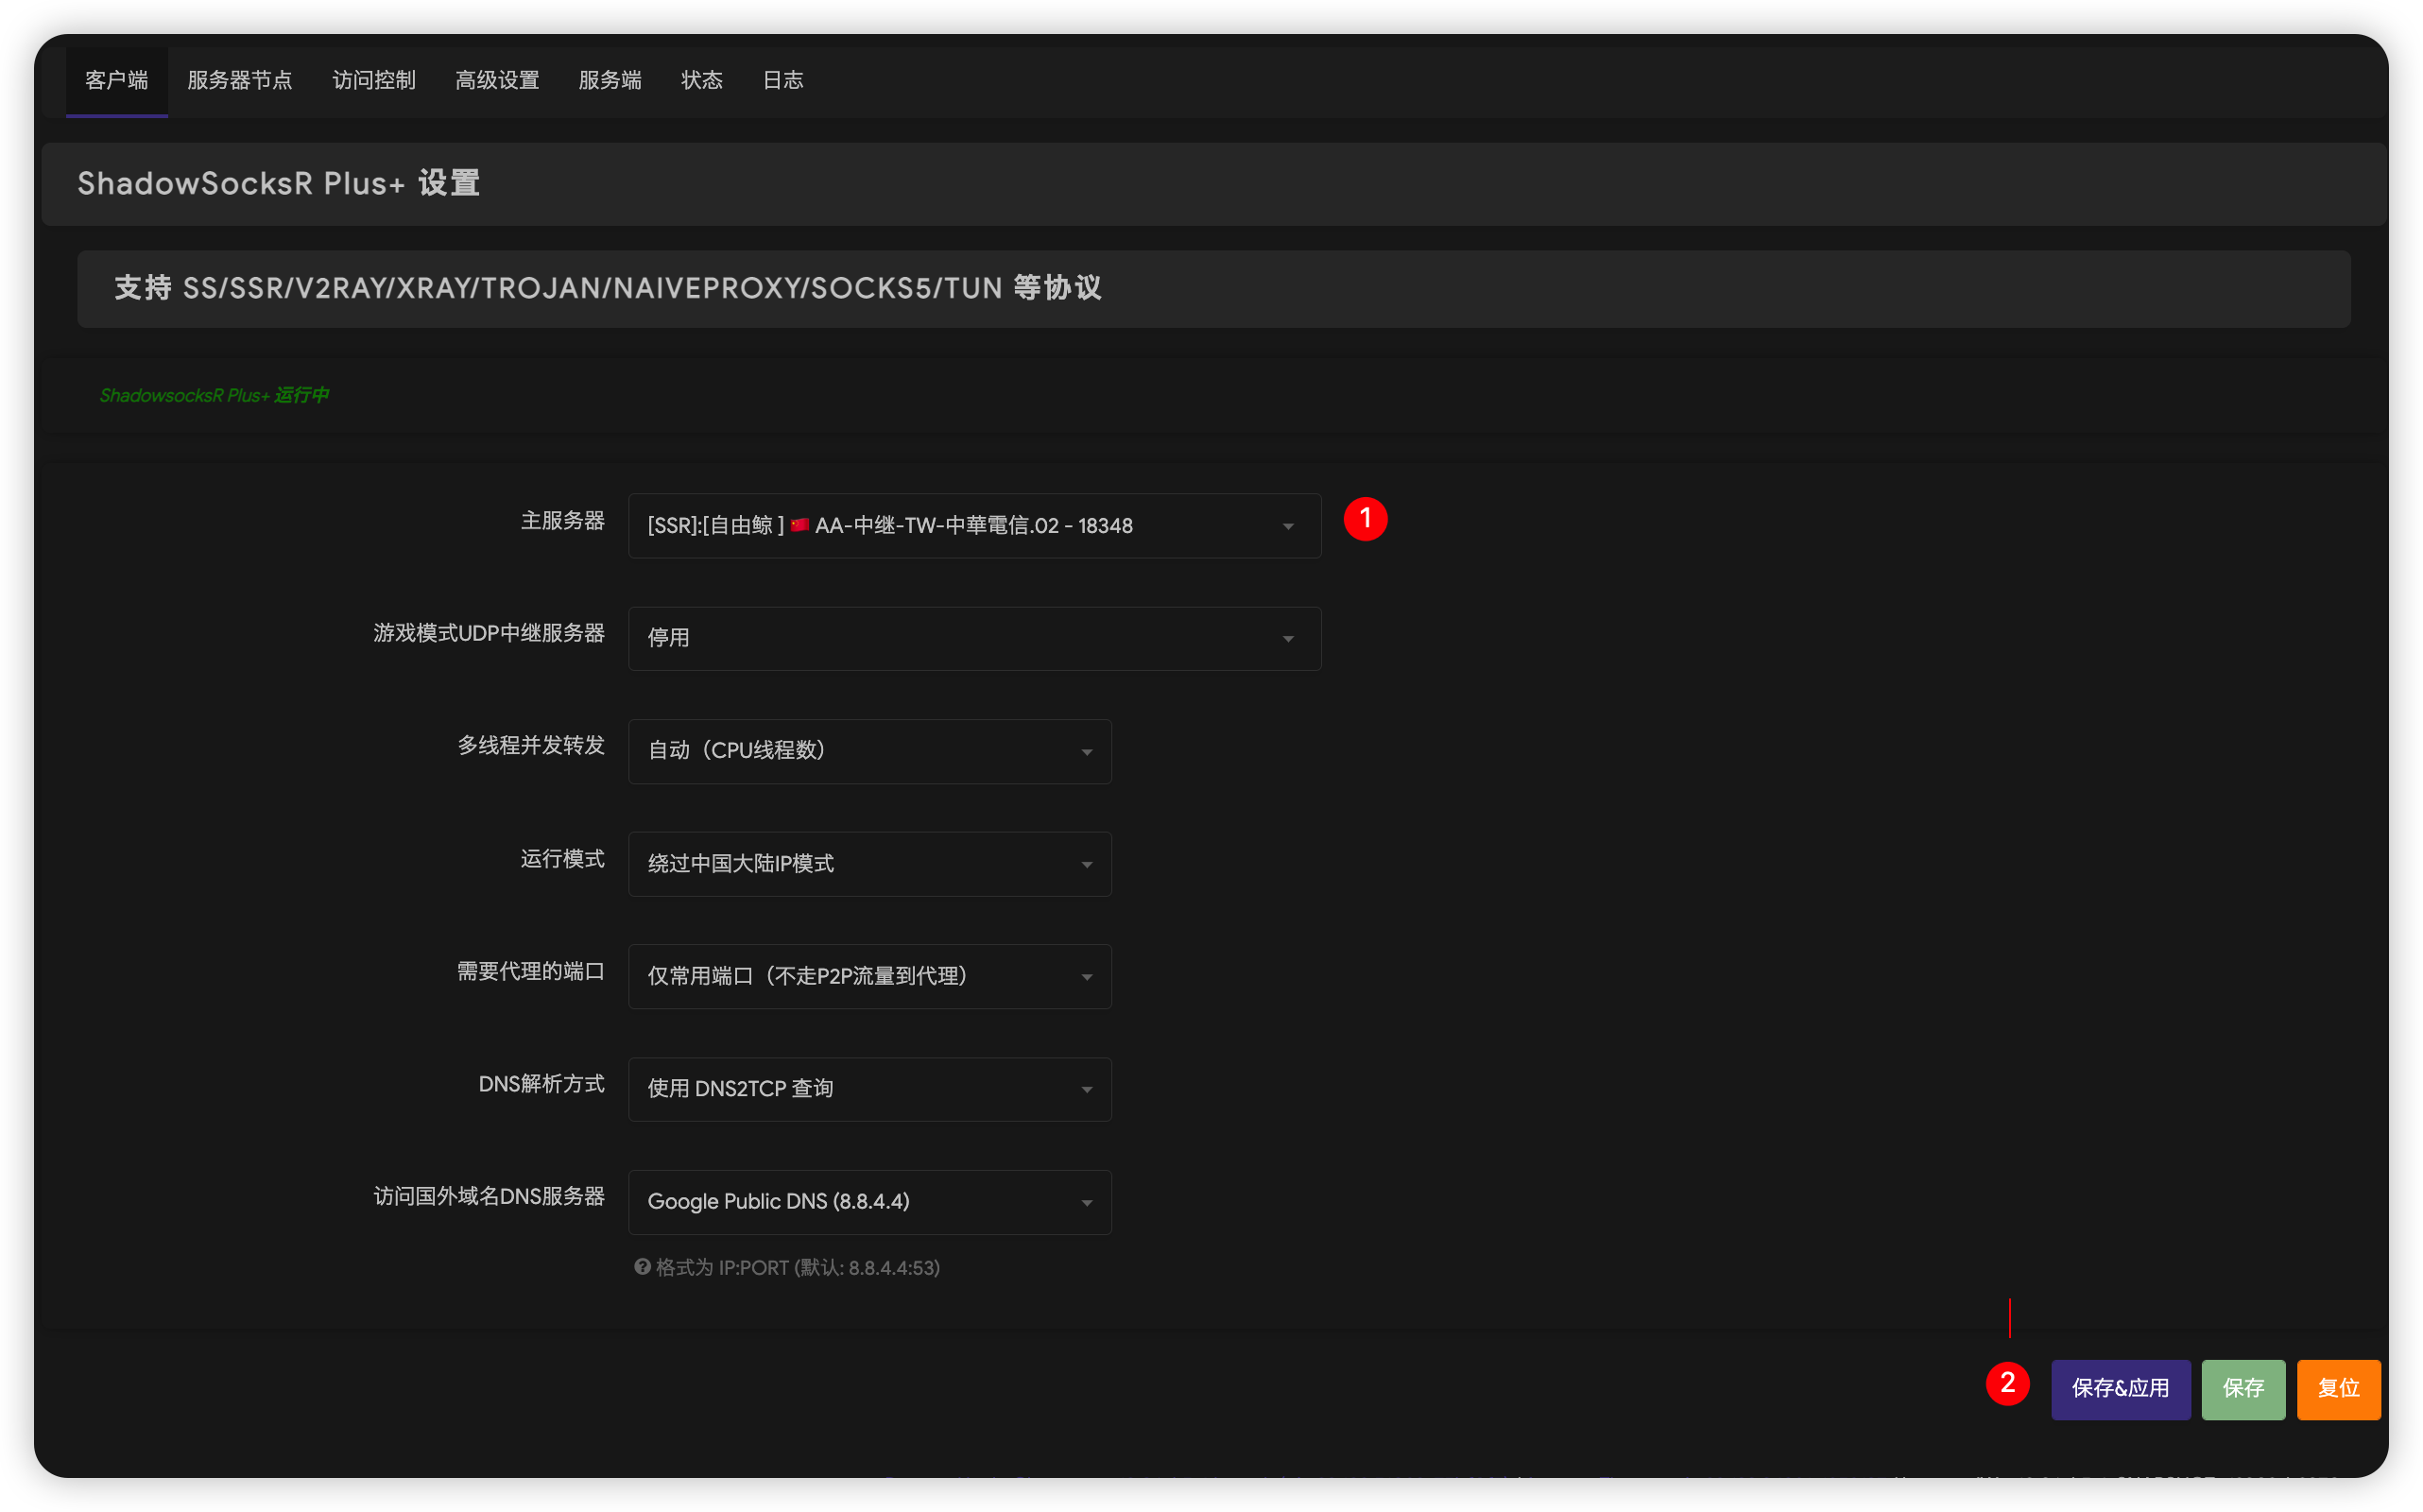 客户端 服务器节点 访问控制 高级设置 服务端 状态 日志
ShadowSocksR Plus+ 设置
支持 SS/SSR/V2RAY/XRAY/TROJAN/NAIVEPROXY/SOCKS5/TUN 等协议
ShadowsocksR Plus+ 运行中
主服务器 [SSR]:[自由鲸 ] 🇨🇳 AA-中继-TW-中華電信.02 - 18348 1
游戏模式UDP中继服务器 停用
多线程并发转发 自动（CPU线程数）
运行模式 绕过中国大陆IP模式
需要代理的端口 仅常用端口（不走P2P流量到代理）
DNS解析方式 使用 DNS2TCP 查询
访问国外域名DNS服务器 Google Public DNS (8.8.4.4)
格式为 IP:PORT (默认: 8.8.4.4:53)
2 保存&应用 保存 复位